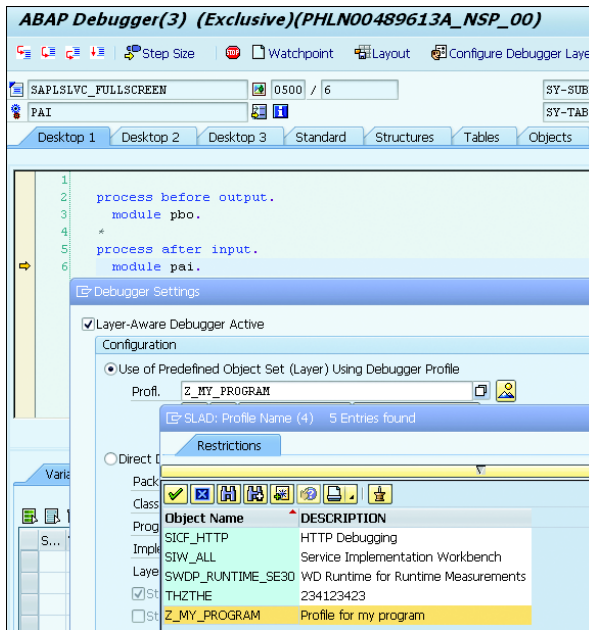 ABAP Debugger(3) (Exclusive)(PHLN00489613A_NSP_00)
Step Size Watchpoint Layout Configure Debugger Laye
SAPLSLVC_FULLSCREEN 0500 / 6 SY-SUB
PAI SY-TAB
Desktop 1 Desktop 2 Desktop 3 Standard Structures Tables Objects
1
2 process before output.
3 module pbo.
4 *
5 process after input.
6 module pai.
Debugger Settings
Layer-Aware Debugger Active
Configuration
Use of Predefined Object Set (Layer) Using Debugger Profile
Profl. Z_MY_PROGRAM
SLAD: Profile Name (4) 5 Entries found
Restrictions
Direct D
Varia
Pack
Class
Prog
Imple
Laye
St
St
S...
Object Name DESCRIPTION
SICF_HTTP HTTP Debugging
SIW_ALL Service Implementation Workbench
SWDP_RUNTIME_SE30 WD Runtime for Runtime Measurements
THZTHE 234123423
Z_MY_PROGRAM Profile for my program